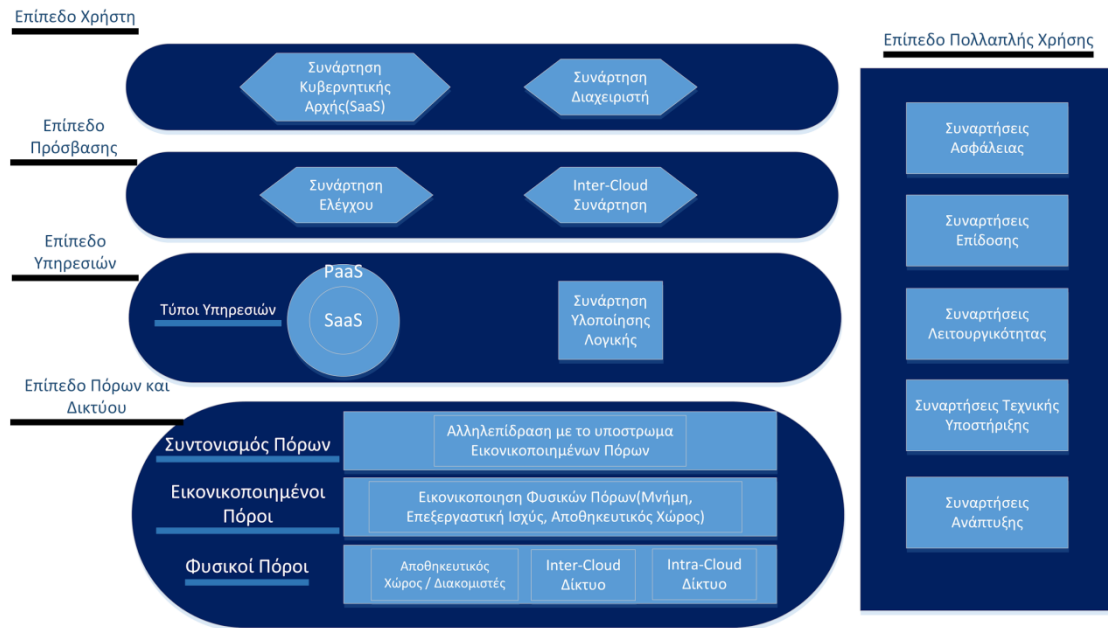 Επίπεδο Χρήστη
Συνάρτηση
Κυβερνητικής
Αρχής(SaaS)
Συνάρτηση
Διαχειριστή
Επίπεδο
Πρόσβασης
Συνάρτηση
Ελέγχου
Inter-Cloud
Συνάρτηση
Επίπεδο
Υπηρεσιών
Τύποι Υπηρεσιών
PaaS
SaaS
Συνάρτηση
Υλοποίησης
Λογικής
Επίπεδο Πόρων και
Δικτύου
Συντονισμός Πόρων
Αλληλεπίδραση με το υποστρωμα
Εικονικοποιημένων Πόρων
Εικονικοποιημένοι
Πόροι
Εικονικοποιηση Φυσικών Πόρων(Μνήμη,
Επεξεργαστική Ισχύς, Αποθηκευτικός Χώρος)
Φυσικοί Πόροι
Αποθηκευτικός
Χώρος / Διακομιστές
Inter-Cloud
Δίκτυο
Intra-Cloud
Δίκτυο
Επίπεδο Πολλαπλής Χρήσης
Συναρτήσεις
Ασφάλειας
Συναρτήσεις
Επίδοσης
Συναρτήσεις
Λειτουργικότητας
Συναρτήσεις Τεχνικής
Υποστήριξης
Συναρτήσεις
Ανάπτυξης